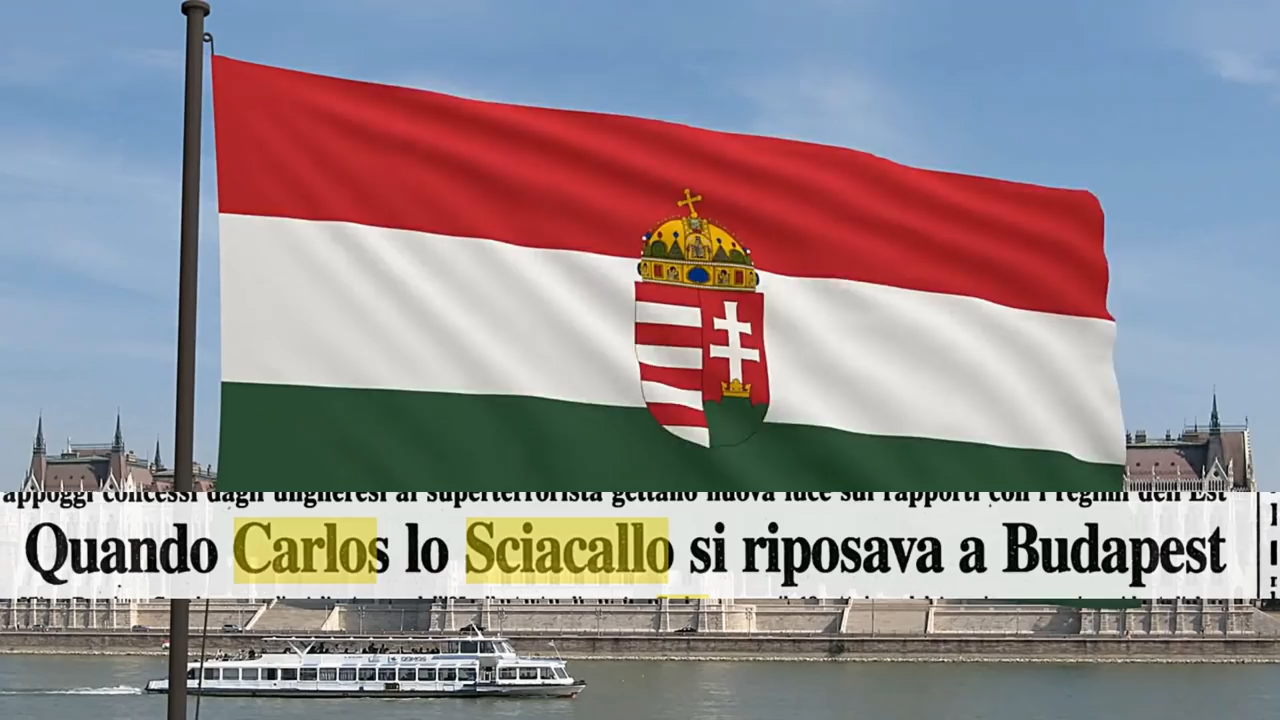 appoggi concessi dagli ungheresi al superterrorista gettano nuova luce sui rapporti con i regimi dell'Est
Quando Carlos lo Sciacallo si riposava a Budapest